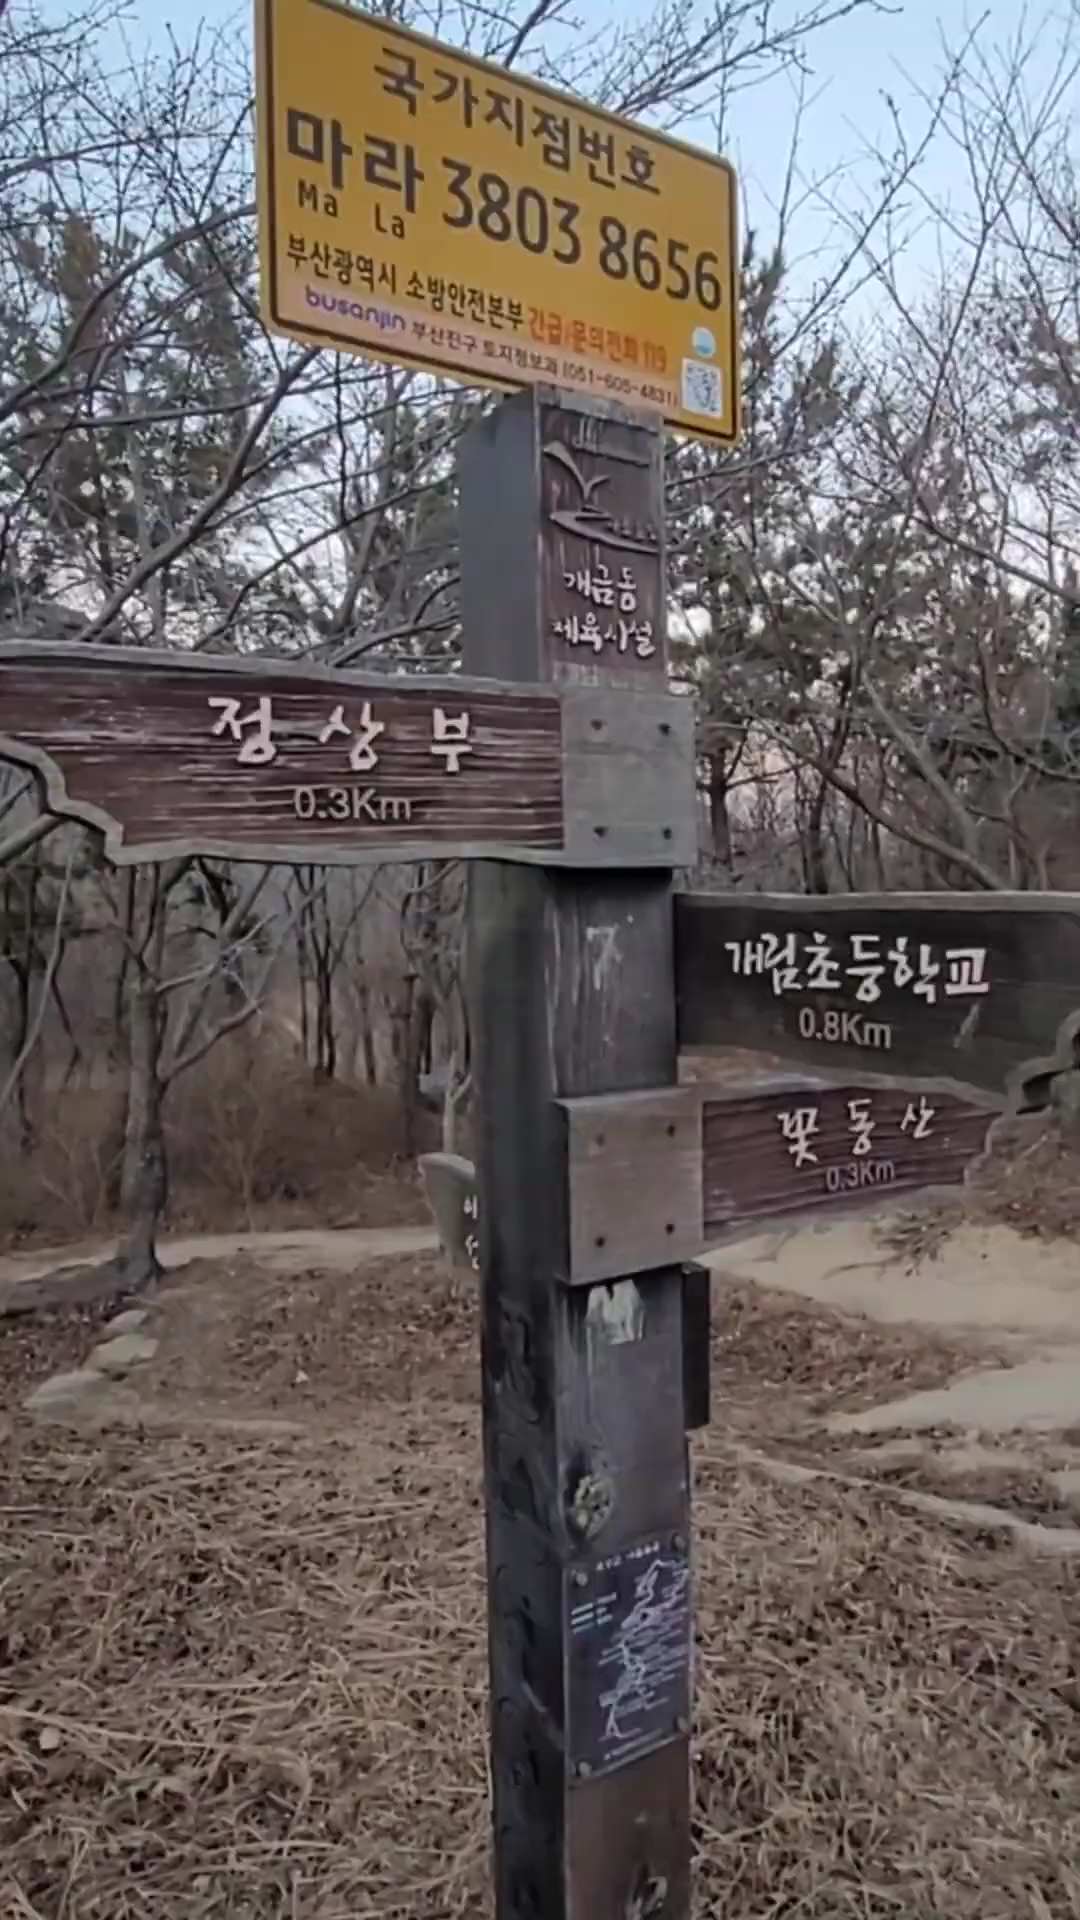 국가지점번호
마라 3803 8656
Ma La
부산광역시 소방안전본부 긴급/문의전화 119
busanjin 부산진구 토지정보과 (051-605-4831)
개금동
체육시설
정상부
0.3Km
7
개림초등학교
0.8Km
꽃동산
0.3Km